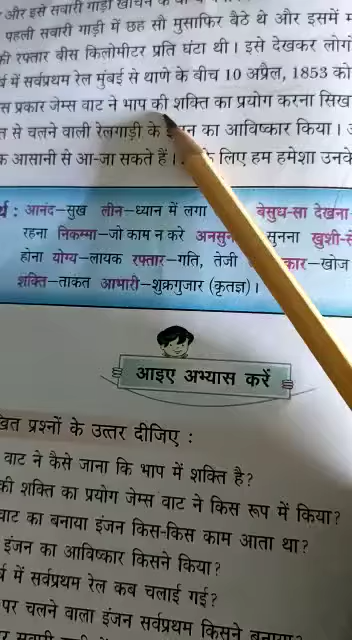 और इसे सवारी गाड़ी खींचने के
पहली सवारी गाड़ी में छह सौ मुसाफिर बैठे थे और इसमें
की रफ्तार बीस किलोमीटर प्रति घंटा थी। इसे देखकर लोगों
में सर्वप्रथम रेल मुंबई से थाणे के बीच 10 अप्रैल, 1853 को
प्रकार जेम्स वाट ने भाप की शक्ति का प्रयोग करना सिख
से चलने वाली रेलगाड़ी के का आविष्कार किया।
आसानी से आ-जा सकते हैं। के लिए हम हमेशा उनके
आनंद–सुख लीन–ध्यान में लगा बेसुध-सा देखना
रहना निकम्मा–जो काम न करे सुनना
होना योग्य–लायक रफ्तार–गति, तेजी खोज
शक्ति–ताकत आभारी–शुक्रगुजार (कृतज्ञ)।
आइए अभ्यास करें
प्रश्नों के उत्तर दीजिए :
वाट ने कैसे जाना कि भाप में शक्ति है?
की शक्ति का प्रयोग जेम्स वाट ने किस रूप में किया?
वाट का बनाया इंजन किस-किस काम आता था?
इंजन का आविष्कार किसने किया?
में सर्वप्रथम रेल कब चलाई गई?
पर चलने वाला इंजन सर्वप्रथम किसने